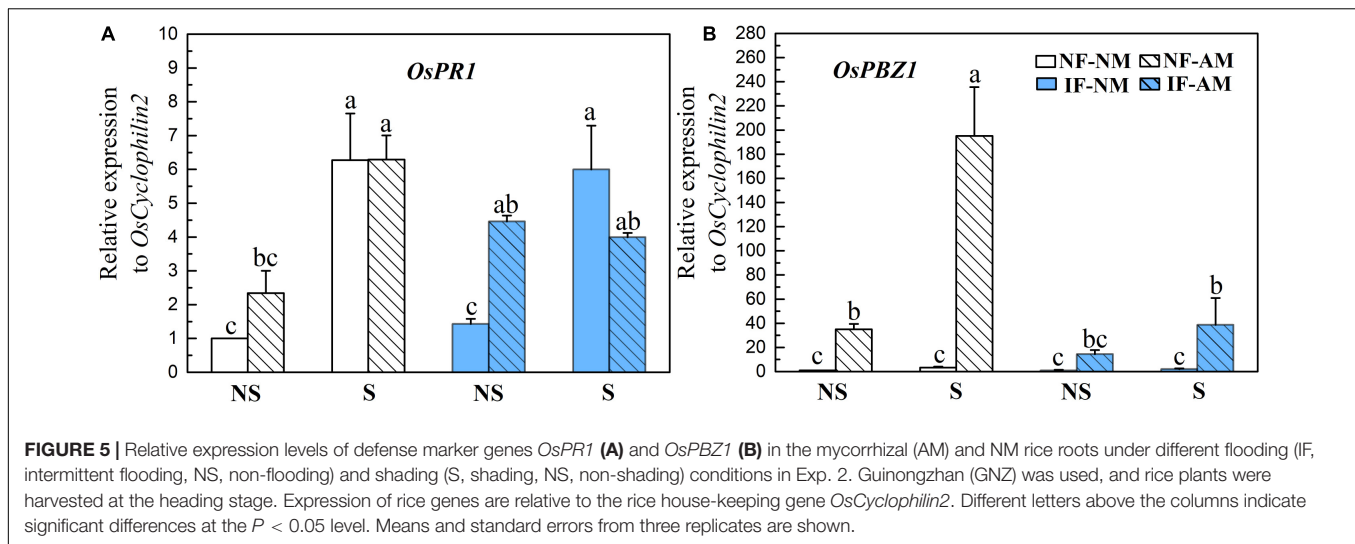 A
OsPR1
Relative expression
to OsCyclophilin2
10
9
8
7
6
5
4
3
2
1
0
c
bc
a
a
c
ab
a
ab
NS
S
NS
S
B
OsPBZ1
NF-NM
NF-AM
IF-NM
IF-AM
Relative expression
to OsCyclophilin2
280
260
240
220
200
180
160
140
120
100
80
60
40
20
0
c
b
c
a
c
bc
c
b
NS
S
NS
S
FIGURE 5 | Relative expression levels of defense marker genes OsPR1 (A) and OsPBZ1 (B) in the mycorrhizal (AM) and NM rice roots under different flooding (IF,
intermittent flooding, NS, non-flooding) and shading (S, shading, NS, non-shading) conditions in Exp. 2. Guinongzhan (GNZ) was used, and rice plants were
harvested at the heading stage. Expression of rice genes are relative to the rice house-keeping gene OsCyclophilin2. Different letters above the columns indicate
significant differences at the P < 0.05 level. Means and standard errors from three replicates are shown.